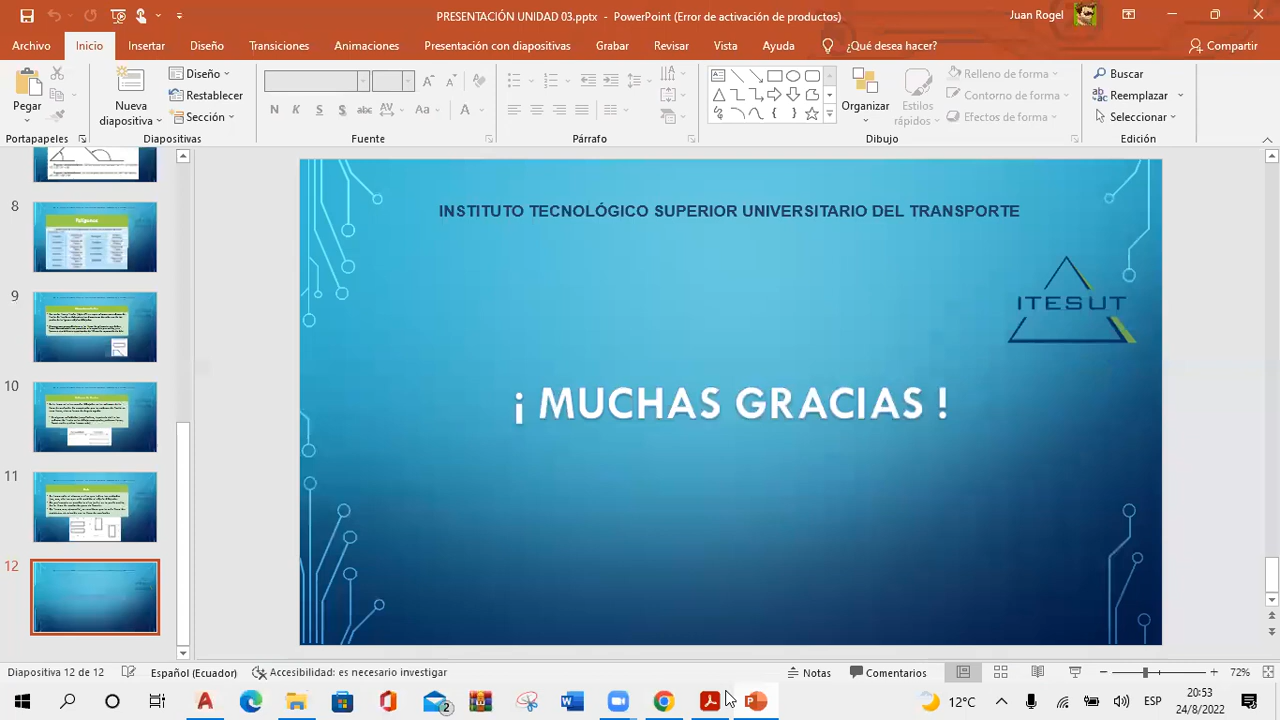 PRESENTACIÓN UNIDAD 03.pptx - PowerPoint (Error de activación de productos)
Juan Rogel
Archivo
Inicio
Insertar
Diseño
Transiciones
Animaciones
Presentación con diapositivas
Grabar
Revisar
Vista
Ayuda
¿Qué desea hacer?
Compartir
Pegar
Nueva
diapositiva
Diseño
Restablecer
Sección
N K S abc AV Aa A
Organizar
Estilos
rápidos
Relleno de forma
Contorno de forma
Efectos de forma
Buscar
Reemplazar
Seleccionar
Portapapeles
Diapositivas
Fuente
Párrafo
Dibujo
Edición
8
Polígonos
9
10
11
12
INSTITUTO TECNOLÓGICO SUPERIOR UNIVERSITARIO DEL TRANSPORTE
ITESUT
¡ MUCHAS GRACIAS !
Diapositiva 12 de 12
Español (Ecuador)
Accesibilidad: es necesario investigar
Notas
Comentarios
72%
2
12°C
ESP
20:53
24/8/2022